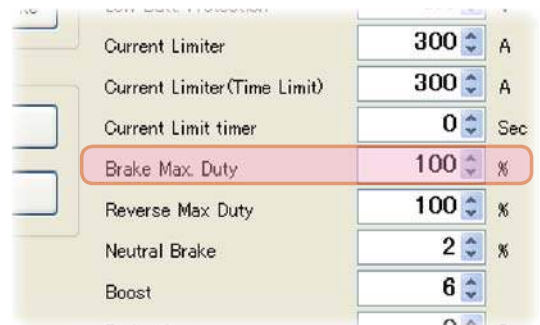 Current Limiter 300 A
Current Limiter(Time Limit) 300 A
Current Limit timer 0 Sec
Brake Max. Duty 100 %
Reverse Max Duty 100 %
Neutral Brake 2 %
Boost 6